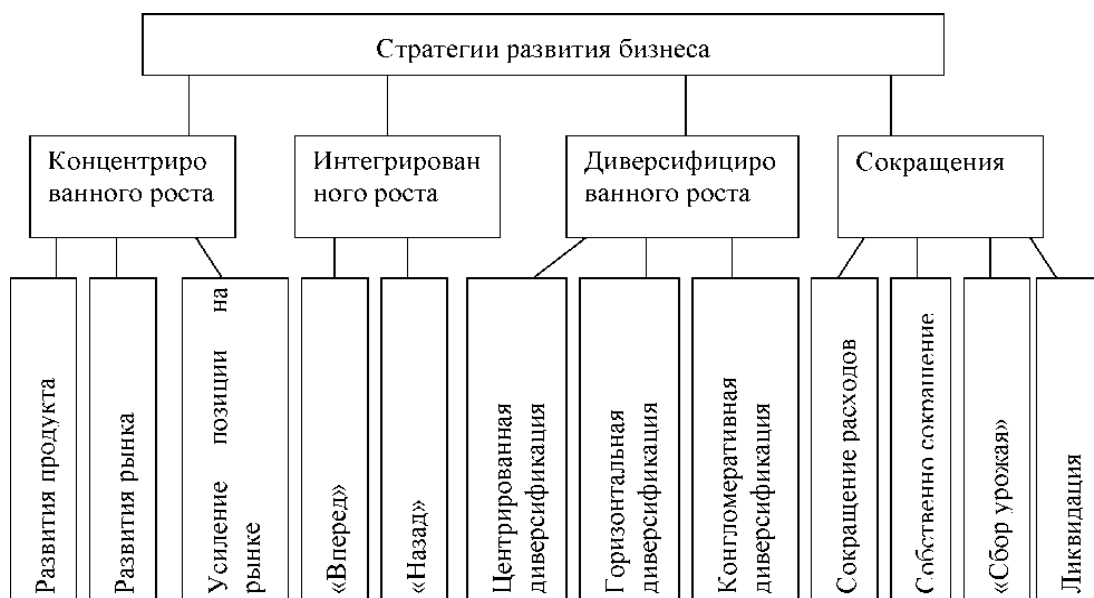 Стратегии развития бизнеса
Концентриро
ванного роста
Интегрирован
ного роста
Диверсифициро
ванного роста
Сокращения
Развития продукта
Развития рынка
Усиление позиции на
рынке
«Вперед»
«Назад»
Центрированная
диверсификация
Горизонтальная
диверсификация
Конгломеративная
диверсификация
Сокращение расходов
Собственно сокращение
«Сбор урожая»
Ликвидация